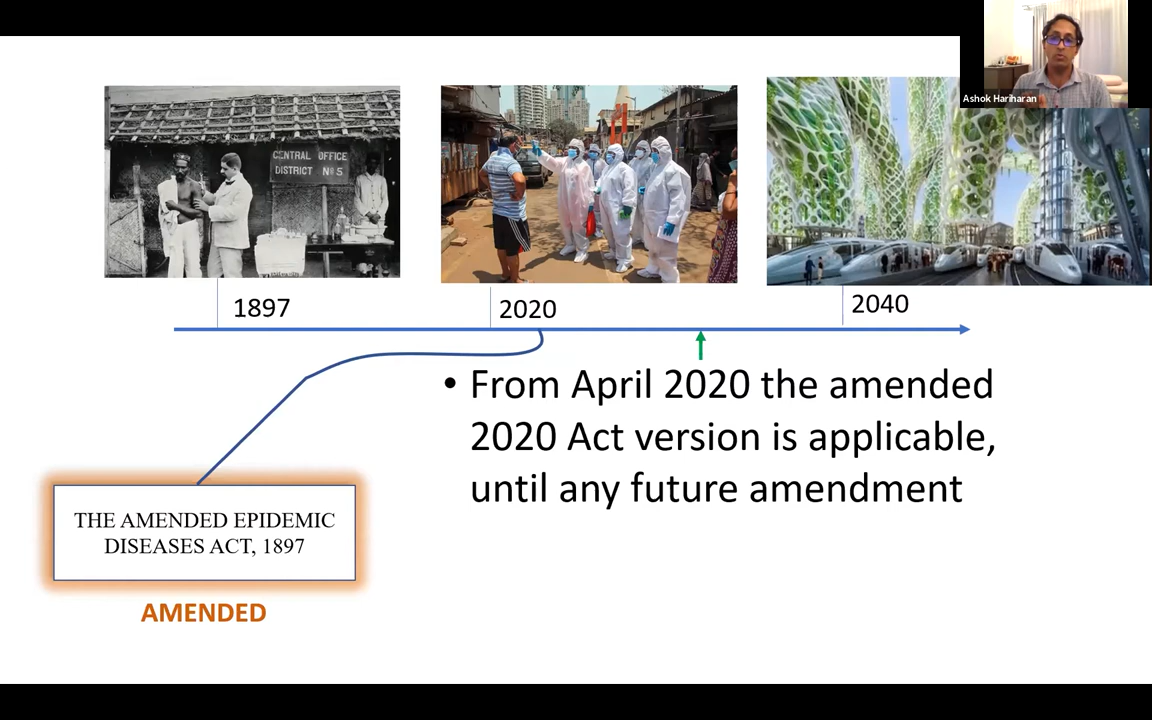 Ashok Hariharan
CENTRAL OFFICE
DISTRICT Nº5
1897
2020
2040
• From April 2020 the amended
2020 Act version is applicable,
until any future amendment
THE AMENDED EPIDEMIC
DISEASES ACT, 1897
AMENDED